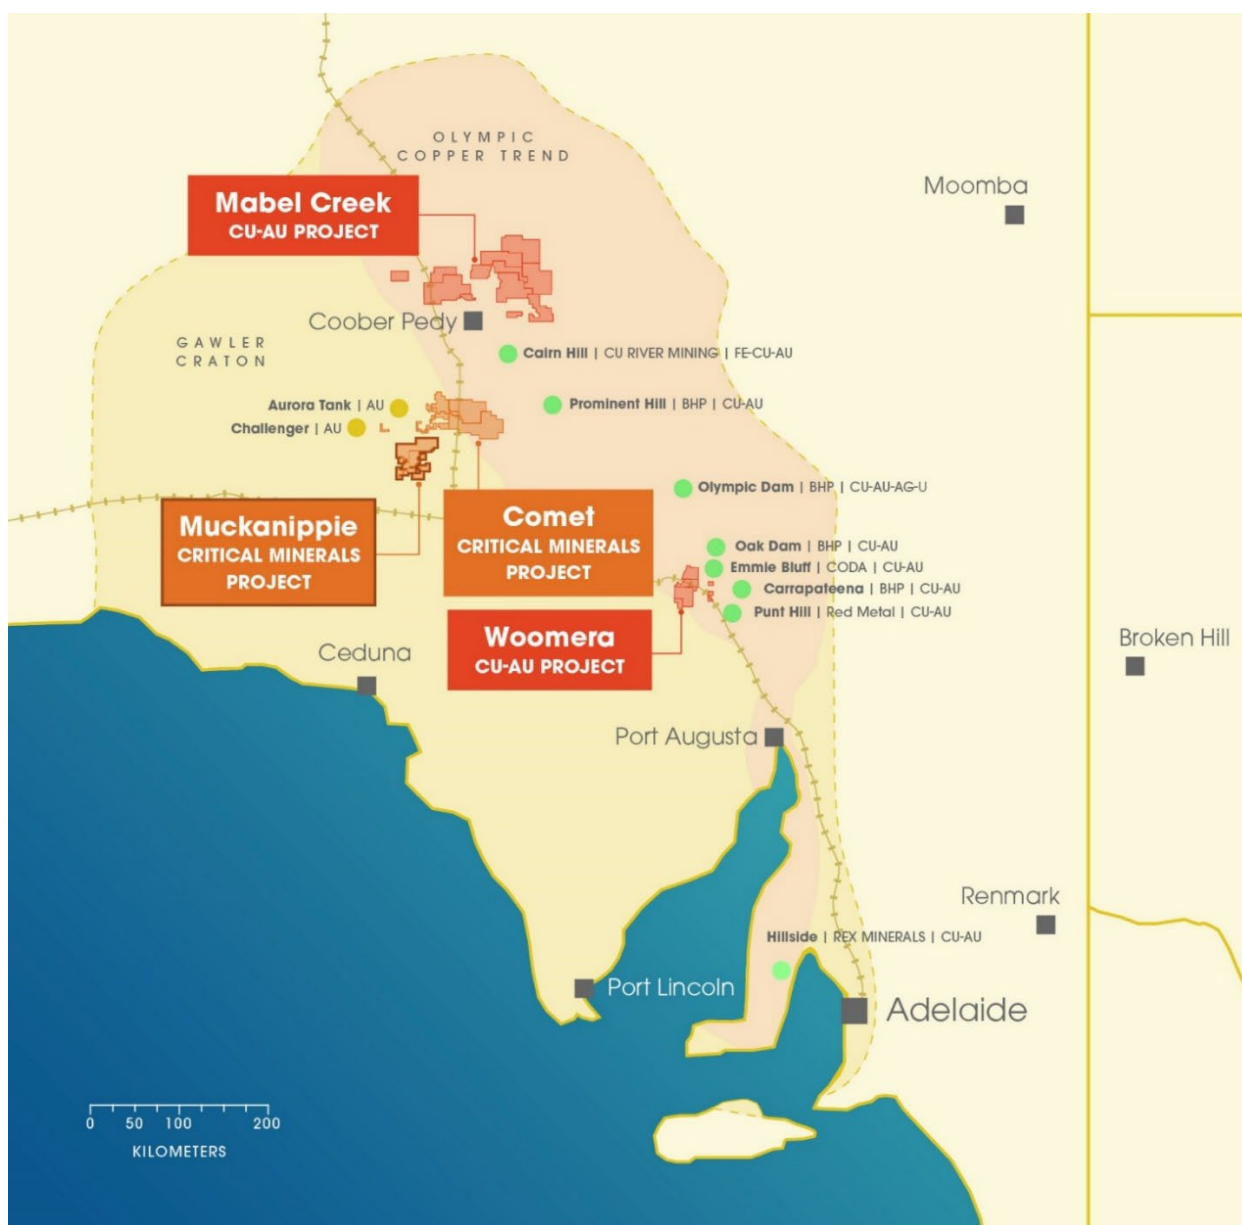 OLYMPIC
COPPER TREND
Moomba
Mabel Creek
CU-AU PROJECT
Coober Pedy
GAWLER
CRATON
Cairn Hill | CU RIVER MINING | FE-CU-AU
Aurora Tank | AU
Prominent Hill | BHP | CU-AU
Challenger | AU
Olympic Dam | BHP | CU-AU-AG-U
Muckanippie
CRITICAL MINERALS
PROJECT
Comet
CRITICAL MINERALS
PROJECT
Oak Dam | BHP | CU-AU
Emmie Bluff | CODA | CU-AU
Carrapateena | BHP | CU-AU
Punt Hill | Red Metal | CU-AU
Woomera
CU-AU PROJECT
Broken Hill
Ceduna
Port Augusta
Renmark
Hillside | REX MINERALS | CU-AU
Port Lincoln
Adelaide
0 50 100 200
KILOMETERS